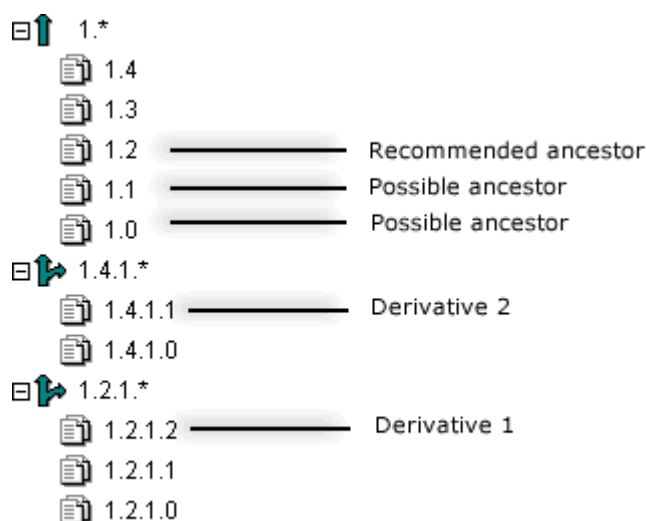 1.*
1.4
1.3
1.2 Recommended ancestor
1.1 Possible ancestor
1.0 Possible ancestor
1.4.1.*
1.4.1.1 Derivative 2
1.4.1.0
1.2.1.*
1.2.1.2 Derivative 1
1.2.1.1
1.2.1.0